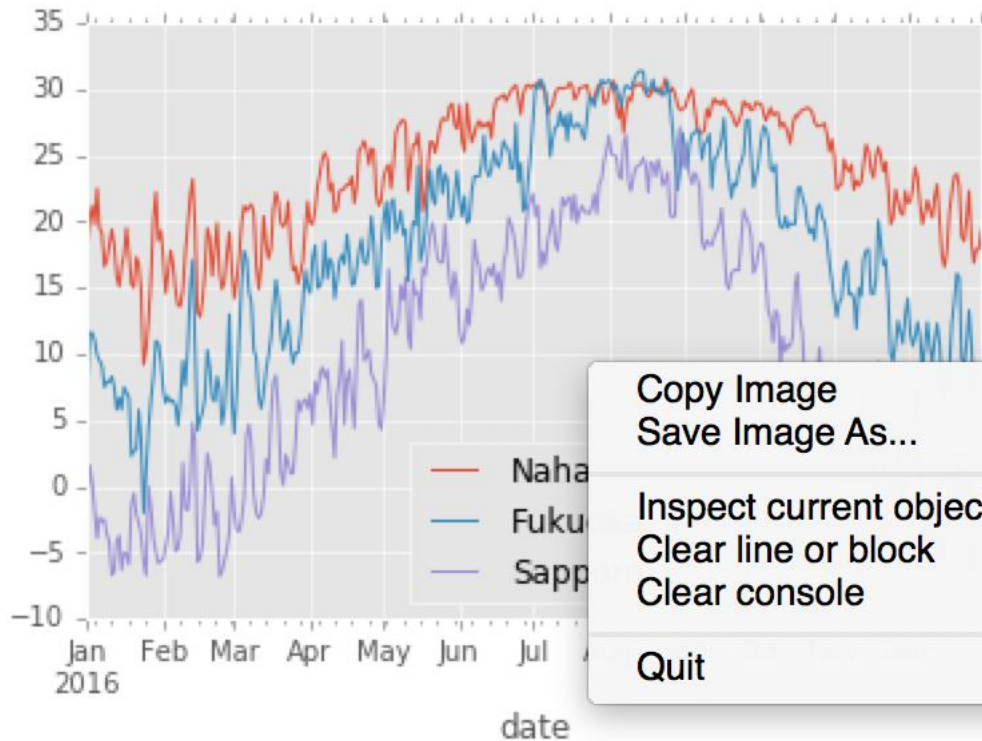 35
30
25
20
15
10
5
0
−5
−10
Jan Feb Mar Apr May Jun Jul
2016
date
Naha
Copy Image
Save Image As...
Inspect current objec
Clear line or block
Clear console
Quit